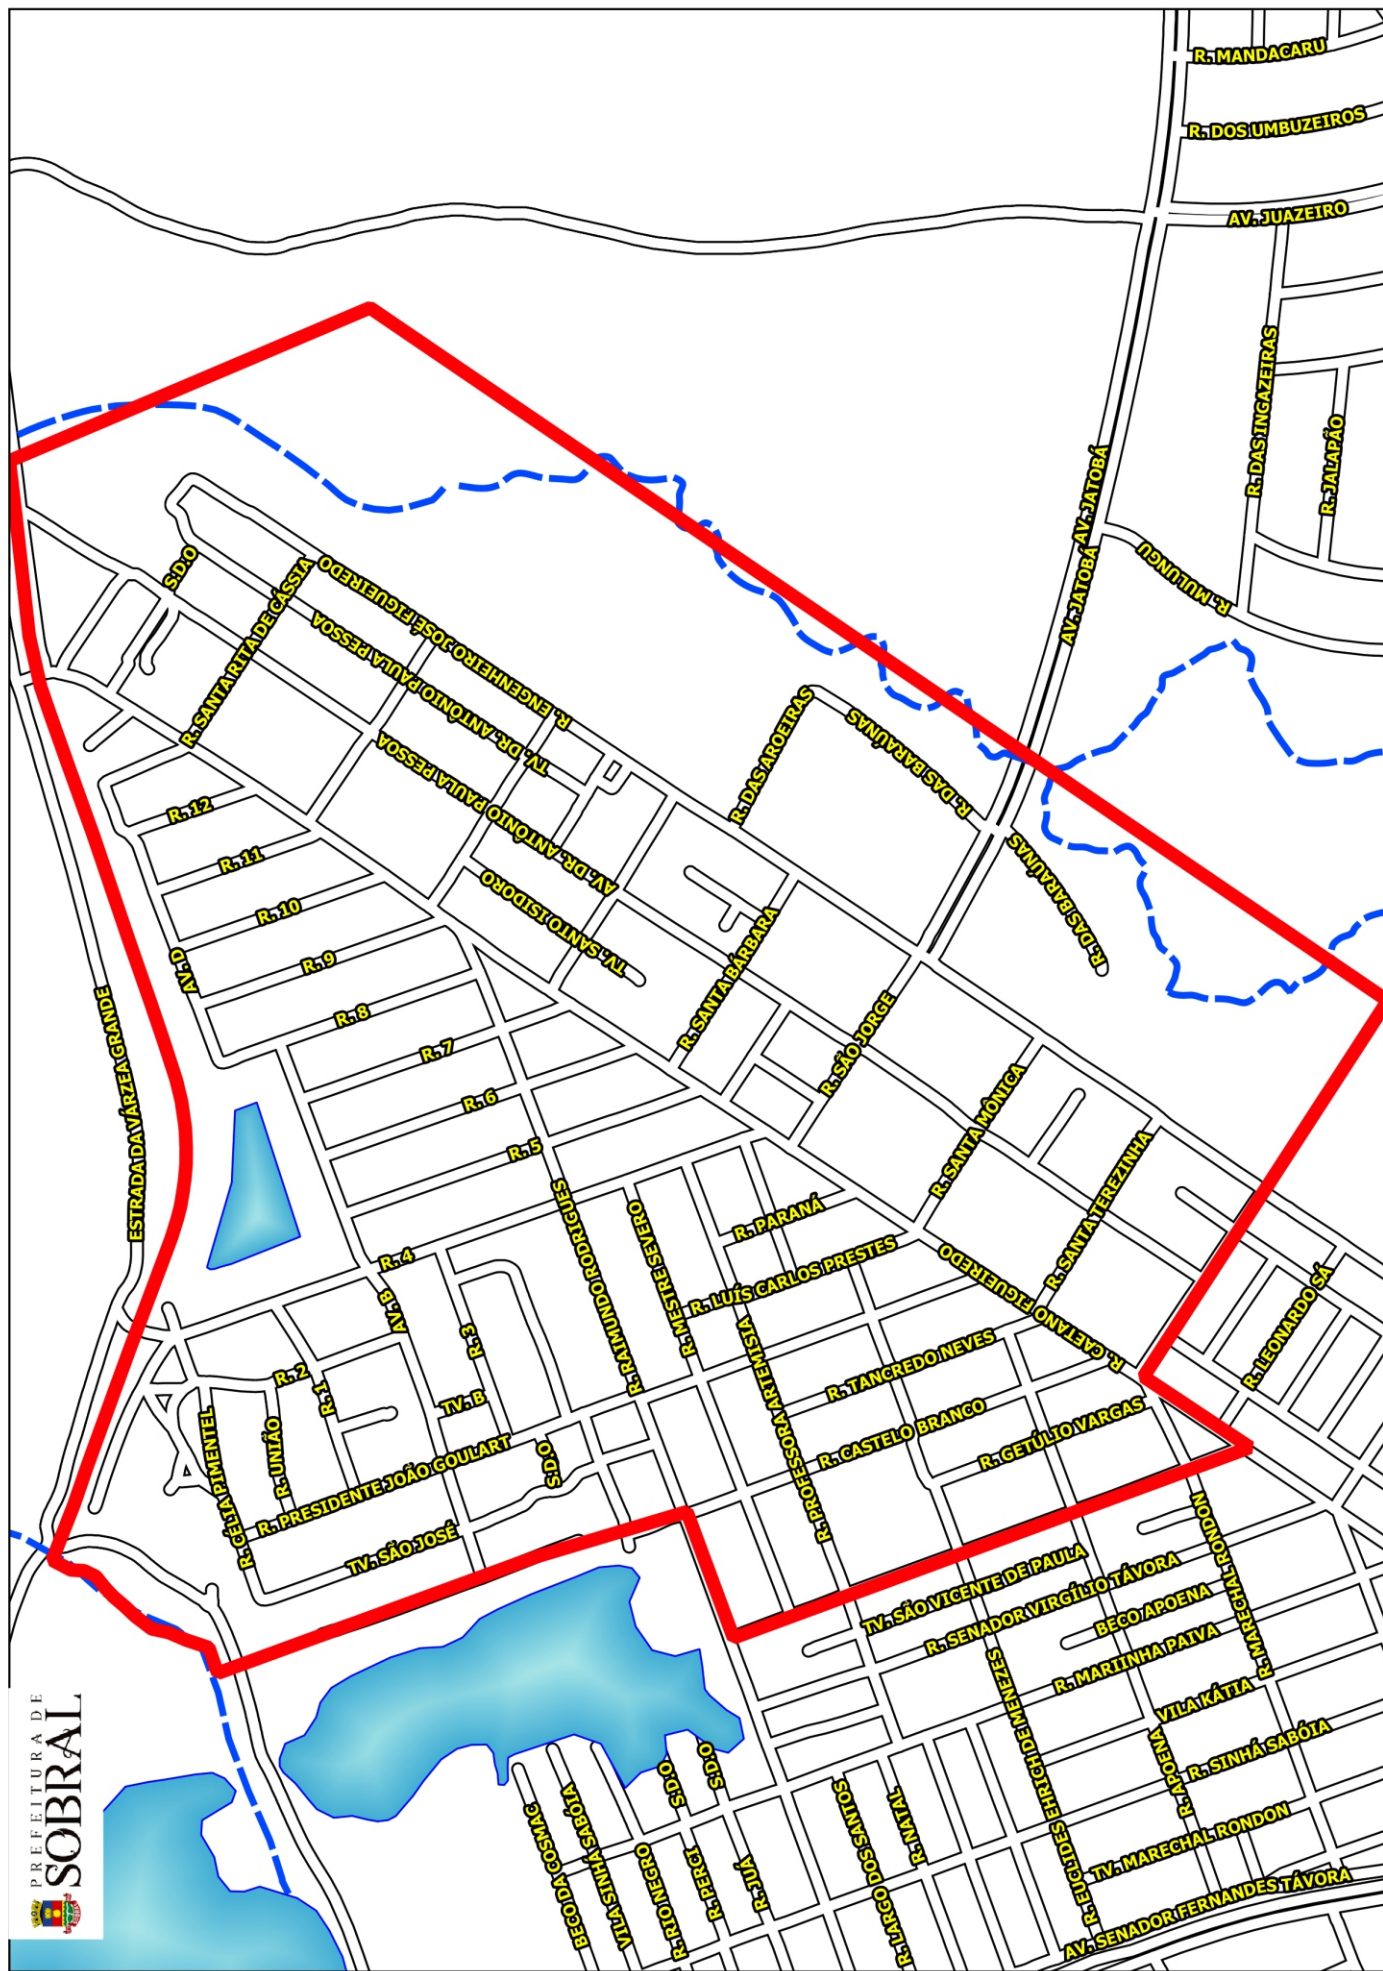 R. MANDACARU
R. DOS UMBUZEIROS
AV. JUAZEIRO
R. DAS INGAZEIRAS
R. JALAPÃO
AV. JATOBÁ
AV. JATOBÁ
R. MULUNGU
S.D.O
R. SANTA RITA DE CÁSSIA
R. ENGENHEIRO JOSÉ FIGUEIREDO
TV. DR. ANTÔNIO PAULA PESSOA
AV. DR. ANTÔNIO PAULA PESSOA
R. DAS AROEIRAS
R. DAS BARAÚNAS
R. DAS BARAÚNAS
R. 12
R. 11
R. 10
R. 9
R. 8
R. 7
R. 6
R. 5
AV. D
TV. SANTO ISIDORO
R. SANTA BÁRBARA
R. SÃO JORGE
R. SANTA MÔNICA
R. SANTA TEREZINHA
ESTRADA DA VÁRZEA GRANDE
R. RAIMUNDO RODRIGUES
R. MESTRE SEVERO
R. PARANÁ
R. LUÍS CARLOS PRESTES
R. CAETANO FIGUEIREDO
R. LEONARDO SÁ
R. 4
AV. B
R. 3
R. 2
R. 1
TV. B
R. UNIÃO
R. CÉLIA PIMENTEL
R. PRESIDENTE JOÃO GOULART
S.D.O
TV. SÃO JOSÉ
R. PROFESSORA ARTEMISIA
R. TANCREDO NEVES
R. CASTELO BRANCO
R. GETÚLIO VARGAS
R. MARECHAL RONDON
TV. SÃO VICENTE DE PAULA
R. SENADOR VIRGÍLIO TÁVORA
BECO APOENA
R. MARIINHA PAIVA
R. EUCLIDES EIRICH DE MENEZES
VILA KÁTIA
R. APOENA
R. SINHÁ SABÓIA
TV. MARECHAL RONDON
AV. SENADOR FERNANDES TÁVORA
BECO DA COSMAC
VILA SINHÁ SABÓIA
R. RIO NEGRO
S.D.O
S.D.O
R. PERCI
R. JUÁ
R. LARGO DOS SANTOS
R. NATAL
PREFEITURA DE
SOBRAL